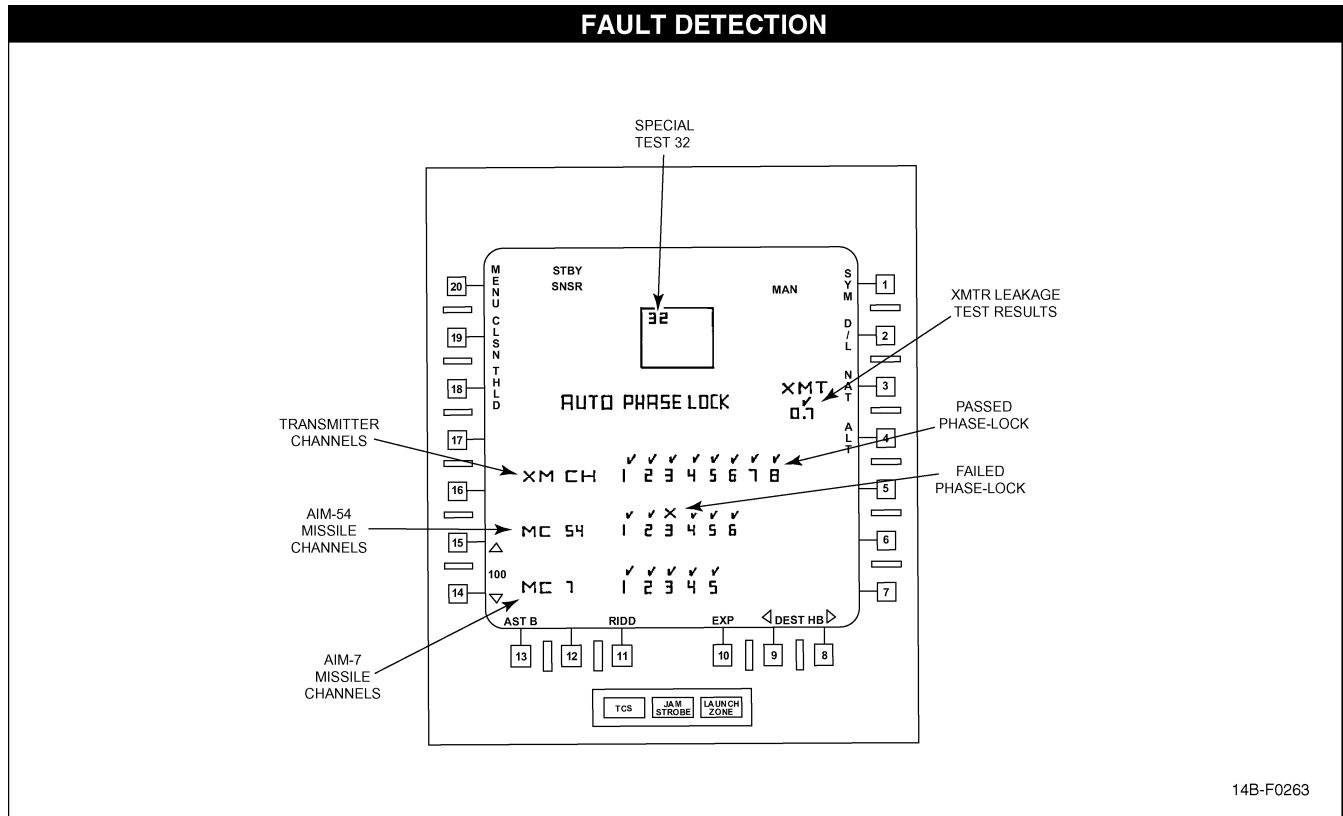 FAULT DETECTION
SPECIAL
TEST 32
MENU
CLSN
THLD
STBY
SNSR
32
MAN
SYM
D/L
NAT
ALT
XMTR LEAKAGE
TEST RESULTS
AUTO PHASE LOCK
XMT
✓
0.7
PASSED
PHASE-LOCK
FAILED
PHASE-LOCK
TRANSMITTER
CHANNELS
✓ ✓ ✓ ✓ ✓ ✓ ✓ ✓
XM CH 1 2 3 4 5 6 7 8
AIM-54
MISSILE
CHANNELS
✓ ✓ X ✓ ✓ ✓
MC 54 1 2 3 4 5 6
✓ ✓ ✓ ✓ ✓
MC 7 1 2 3 4 5
100
AIM-7
MISSILE
CHANNELS
AST B RIDD EXP DEST HB
20
19
18
17
16
15
14
1
2
3
4
5
6
7
13 12 11 10 9 8
TCS
JAM
STROBE
LAUNCH
ZONE
14B-F0263